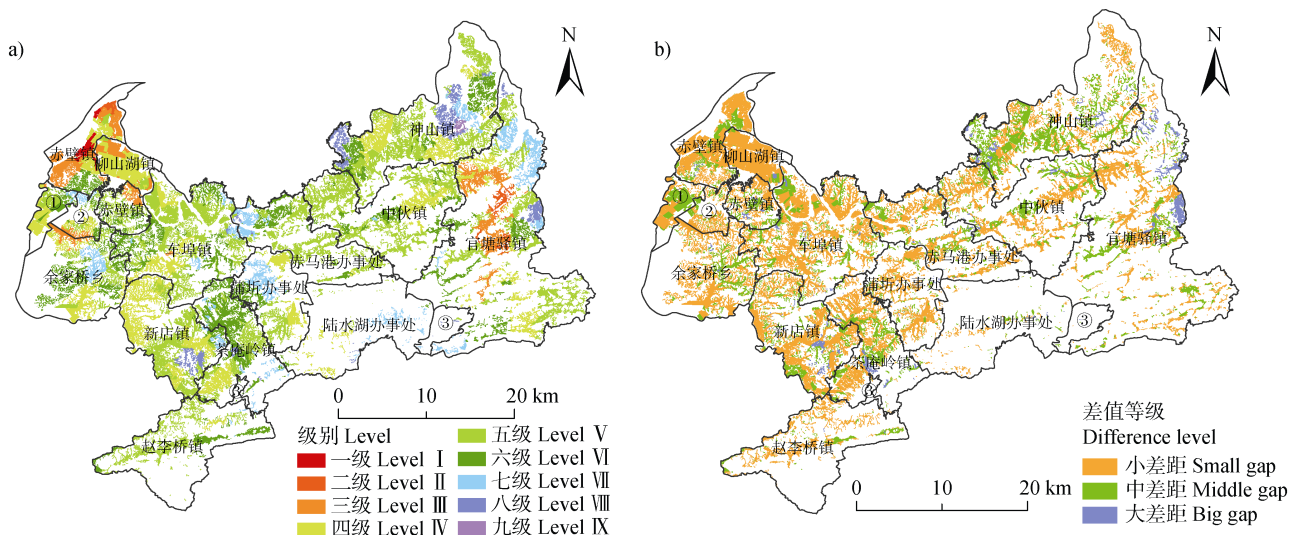 a)
N
神山镇
赤壁镇
柳山湖镇
①
②
赤壁镇
中伙镇
车埠镇
官塘驿镇
赤马港办事处
余家桥乡
蒲圻办事处
陆水湖办事处
③
新店镇
茶庵岭镇
赵李桥镇
0 10 20 km
级别 Level
一级 Level Ⅰ
二级 Level Ⅱ
三级 Level Ⅲ
四级 Level Ⅳ
五级 Level Ⅴ
六级 Level Ⅵ
七级 Level Ⅶ
八级 Level Ⅷ
九级 Level Ⅸ
b)
N
神山镇
赤壁镇
柳山湖镇
①
②
赤壁镇
中伙镇
车埠镇
官塘驿镇
赤马港办事处
余家桥乡
蒲圻办事处
陆水湖办事处
③
新店镇
茶庵岭镇
赵李桥镇
0 10 20 km
差值等级
Difference level
小差距 Small gap
中差距 Middle gap
大差距 Big gap